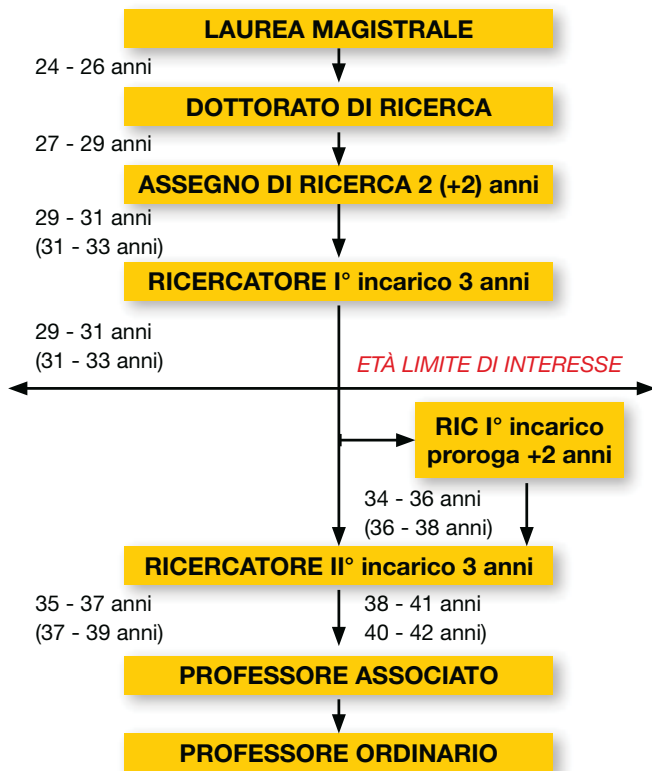 LAUREA MAGISTRALE
24 - 26 anni
DOTTORATO DI RICERCA
27 - 29 anni
ASSEGNO DI RICERCA 2 (+2) anni
29 - 31 anni
(31 - 33 anni)
RICERCATORE I° incarico 3 anni
29 - 31 anni
(31 - 33 anni)
ETÀ LIMITE DI INTERESSE
RIC I° incarico
proroga +2 anni
34 - 36 anni
(36 - 38 anni)
RICERCATORE II° incarico 3 anni
35 - 37 anni
(37 - 39 anni)
38 - 41 anni
40 - 42 anni)
PROFESSORE ASSOCIATO
PROFESSORE ORDINARIO